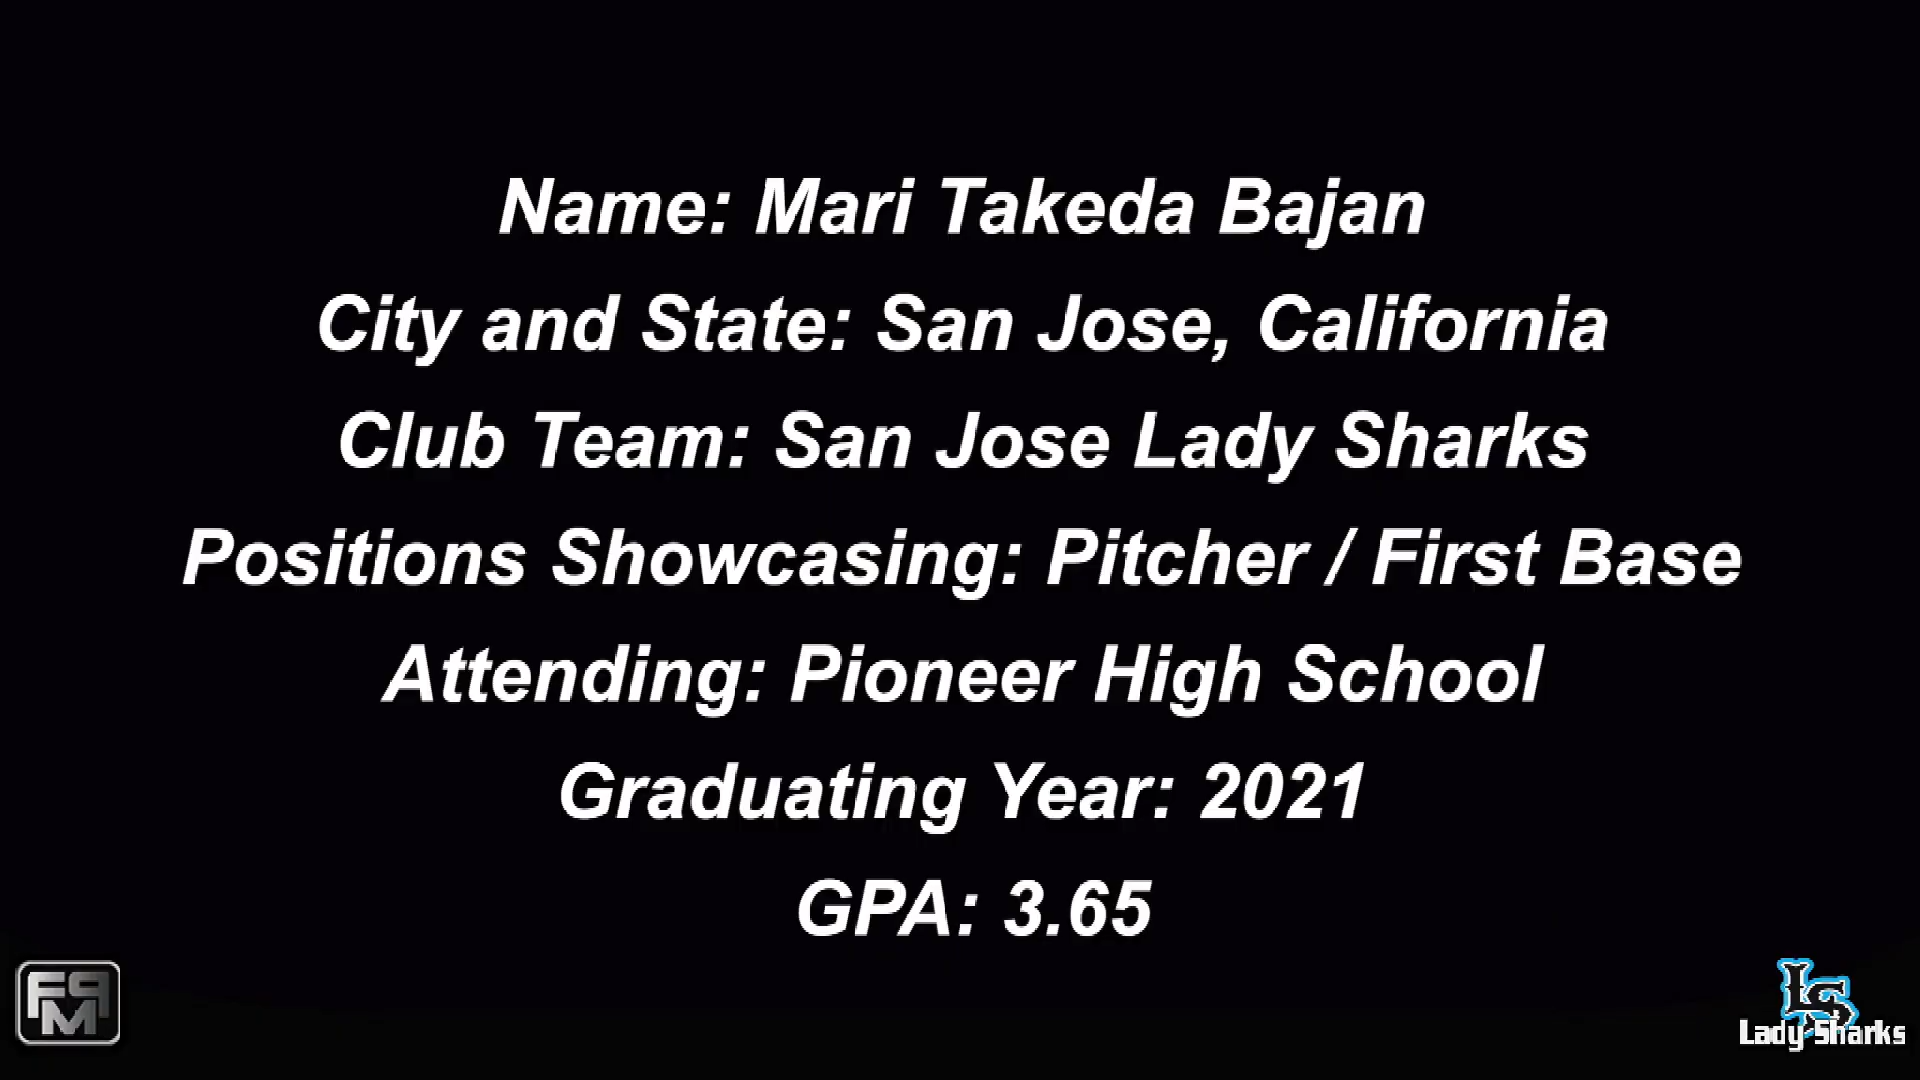 Name: Mari Takeda Bajan
City and State: San Jose, California
Club Team: San Jose Lady Sharks
Positions Showcasing: Pitcher / First Base
Attending: Pioneer High School
Graduating Year: 2021
GPA: 3.65
FPM
LS
Lady Sharks